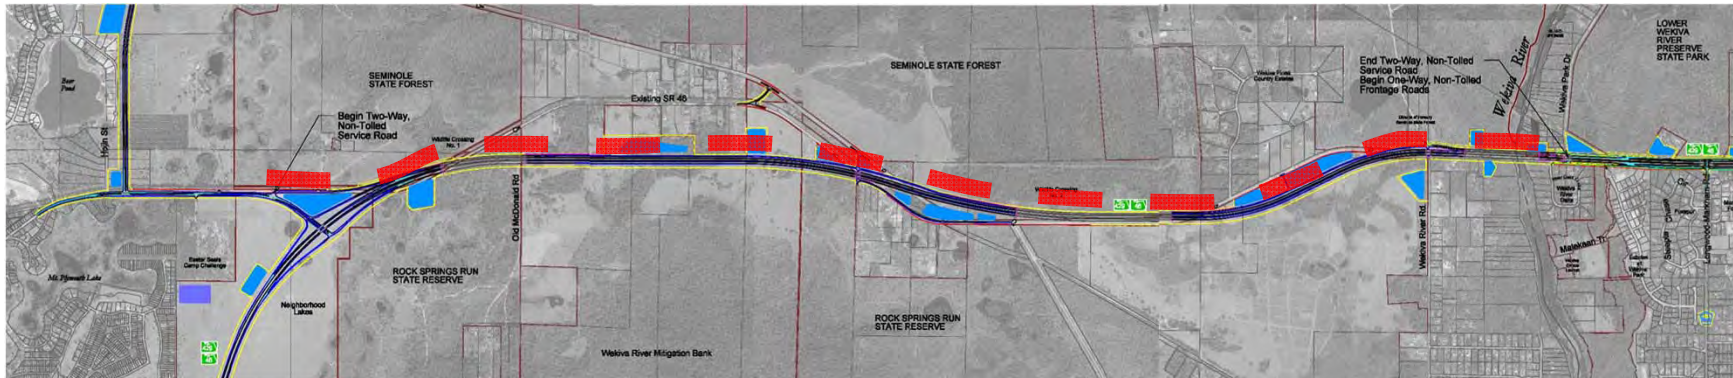 LOWER
WEKIVA
RIVER
PRESERVE
STATE PARK
Wekiva River
Wekiva Park Dr
End Two-Way, Non-Tolled
Service Road
Begin One-Way, Non-Tolled
Frontage Roads
SEMINOLE STATE FOREST
SEMINOLE
STATE FOREST
Bear
Pond
Existing SR 46
Begin Two-Way,
Non-Tolled
Service Road
Wildlife Crossing
No. 1
Hojin St
Old McDonald Rd
Wekiva River Rd.
Wildlife Crossing
Malekean Tr
Longwood-Markham Rd
Easter Seals
Camp Challenge
Mt. Plymouth Lake
ROCK SPRINGS RUN
STATE RESERVE
Neighborhood
Lakes
ROCK SPRINGS RUN
STATE RESERVE
Wekiva River Mitigation Bank